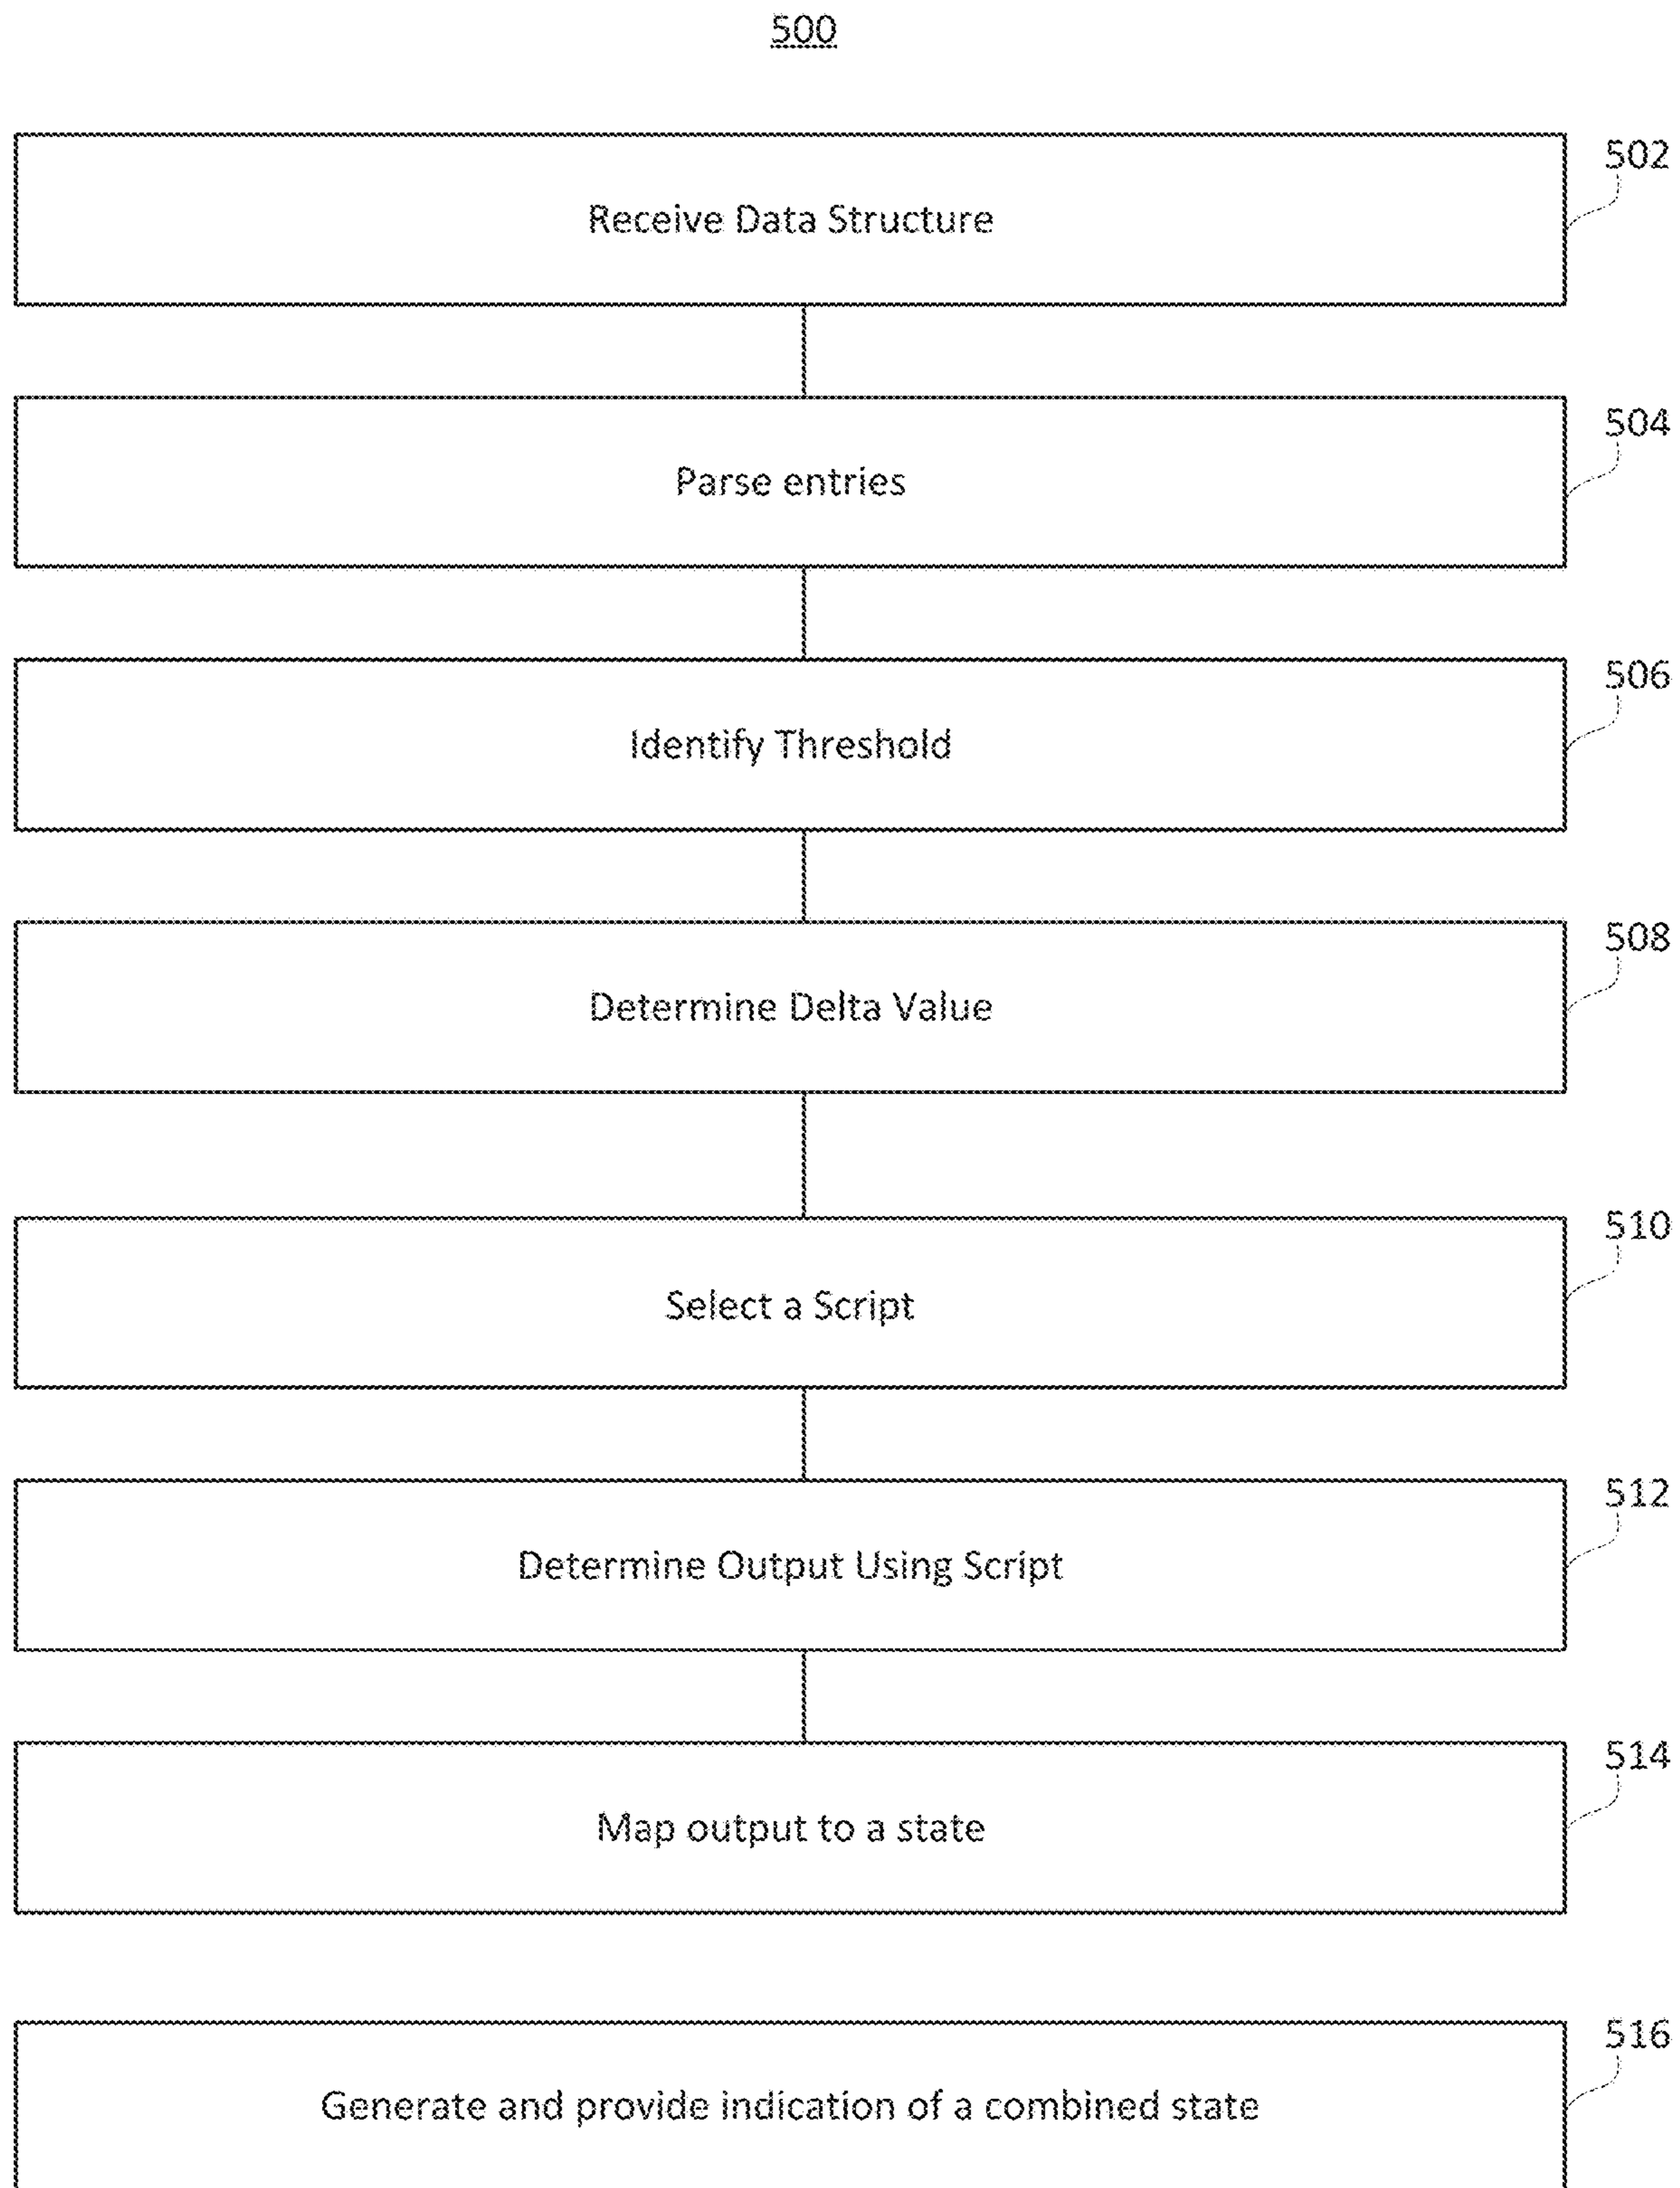 500
502
Receive Data Structure
504
Parse entries
506
Identify Threshold
508
Determine Delta Value
510
Select a Script
512
Determine Output Using Script
514
Map output to a state
516
Generate and provide indication of a combined state